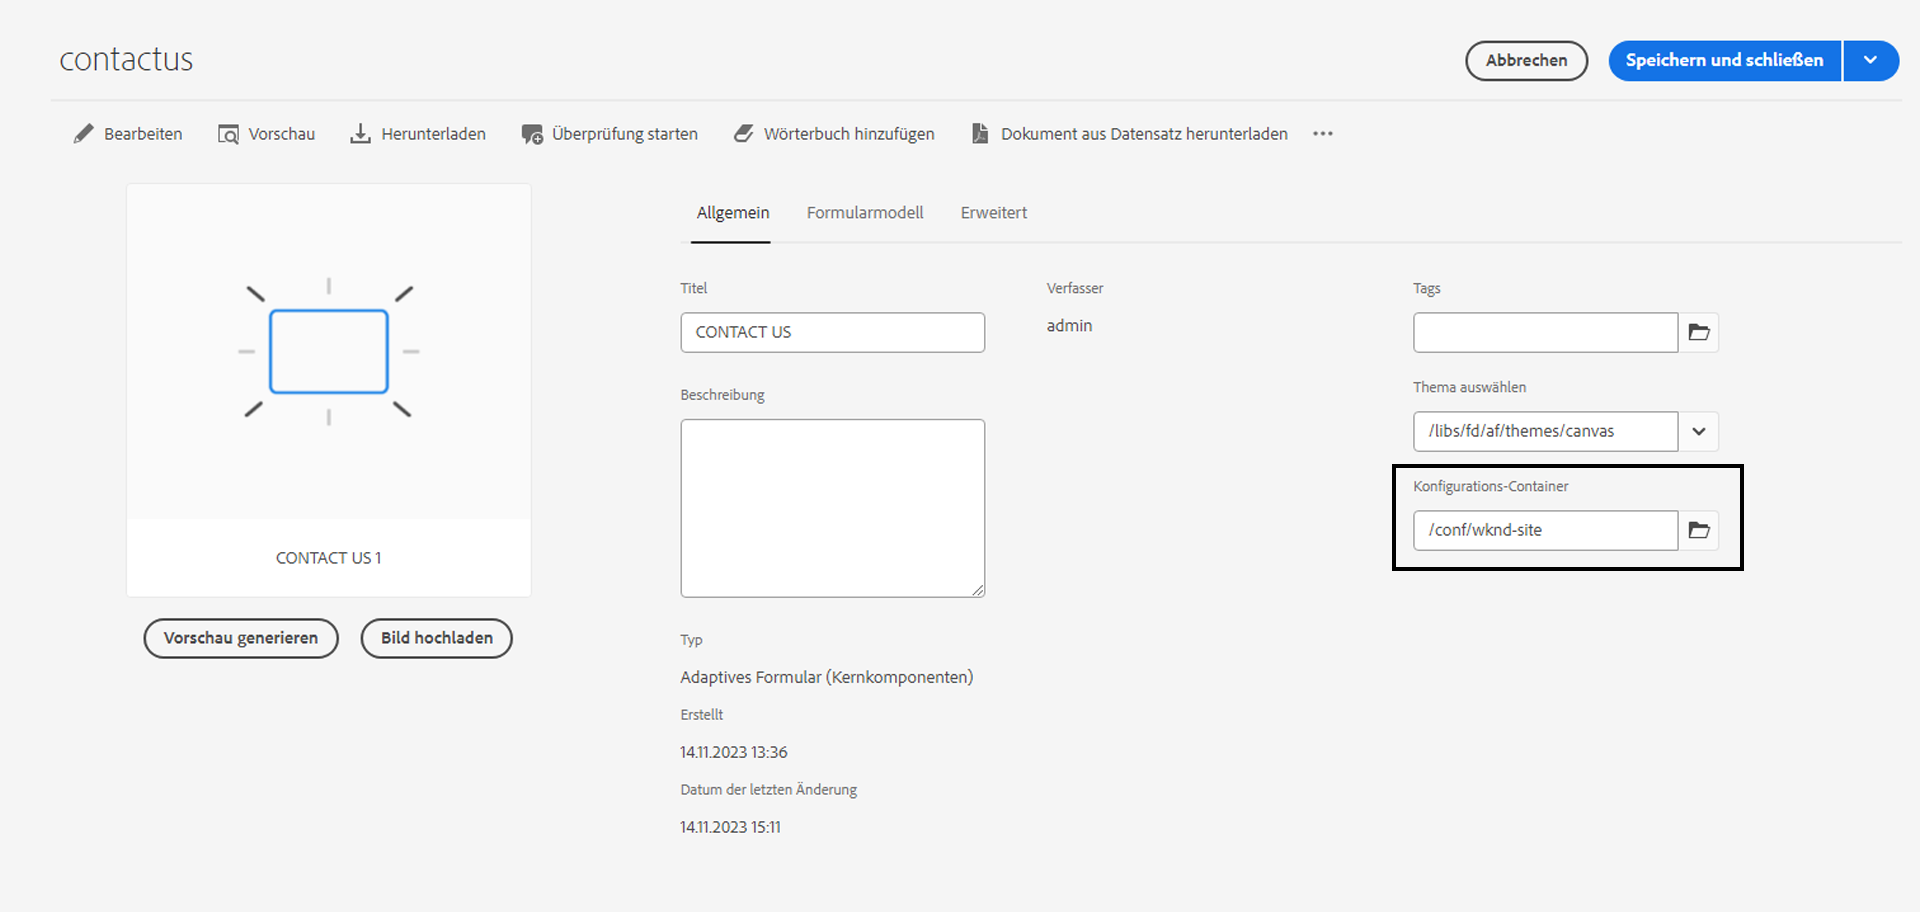 contactus
Abbrechen
Speichern und schließen
Bearbeiten
Vorschau
Herunterladen
Überprüfung starten
Wörterbuch hinzufügen
Dokument aus Datensatz herunterladen
CONTACT US 1
Vorschau generieren
Bild hochladen
Allgemein
Formularmodell
Erweitert
Titel
CONTACT US
Beschreibung
Typ
Adaptives Formular (Kernkomponenten)
Erstellt
14.11.2023 13:36
Datum der letzten Änderung
14.11.2023 15:11
Verfasser
admin
Tags
Thema auswählen
/libs/fd/af/themes/canvas
Konfigurations-Container
/conf/wknd-site